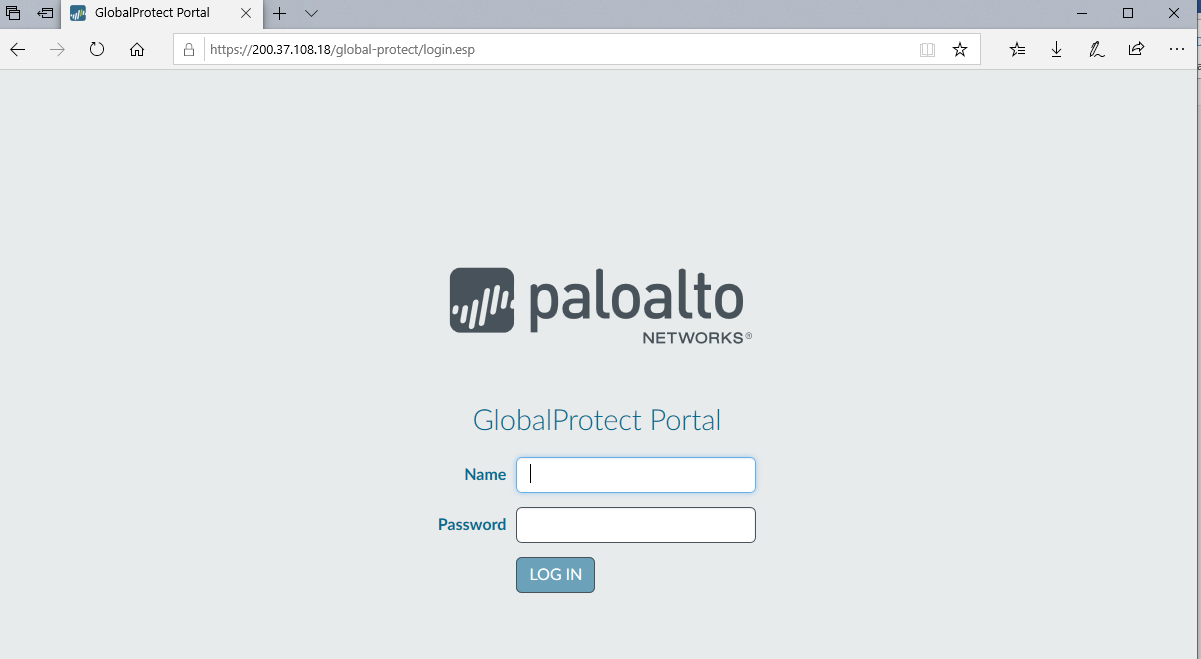 GlobalProtect Portal
https://200.37.108.18/global-protect/login.esp
paloalto
NETWORKS®
GlobalProtect Portal
Name
Password
LOG IN